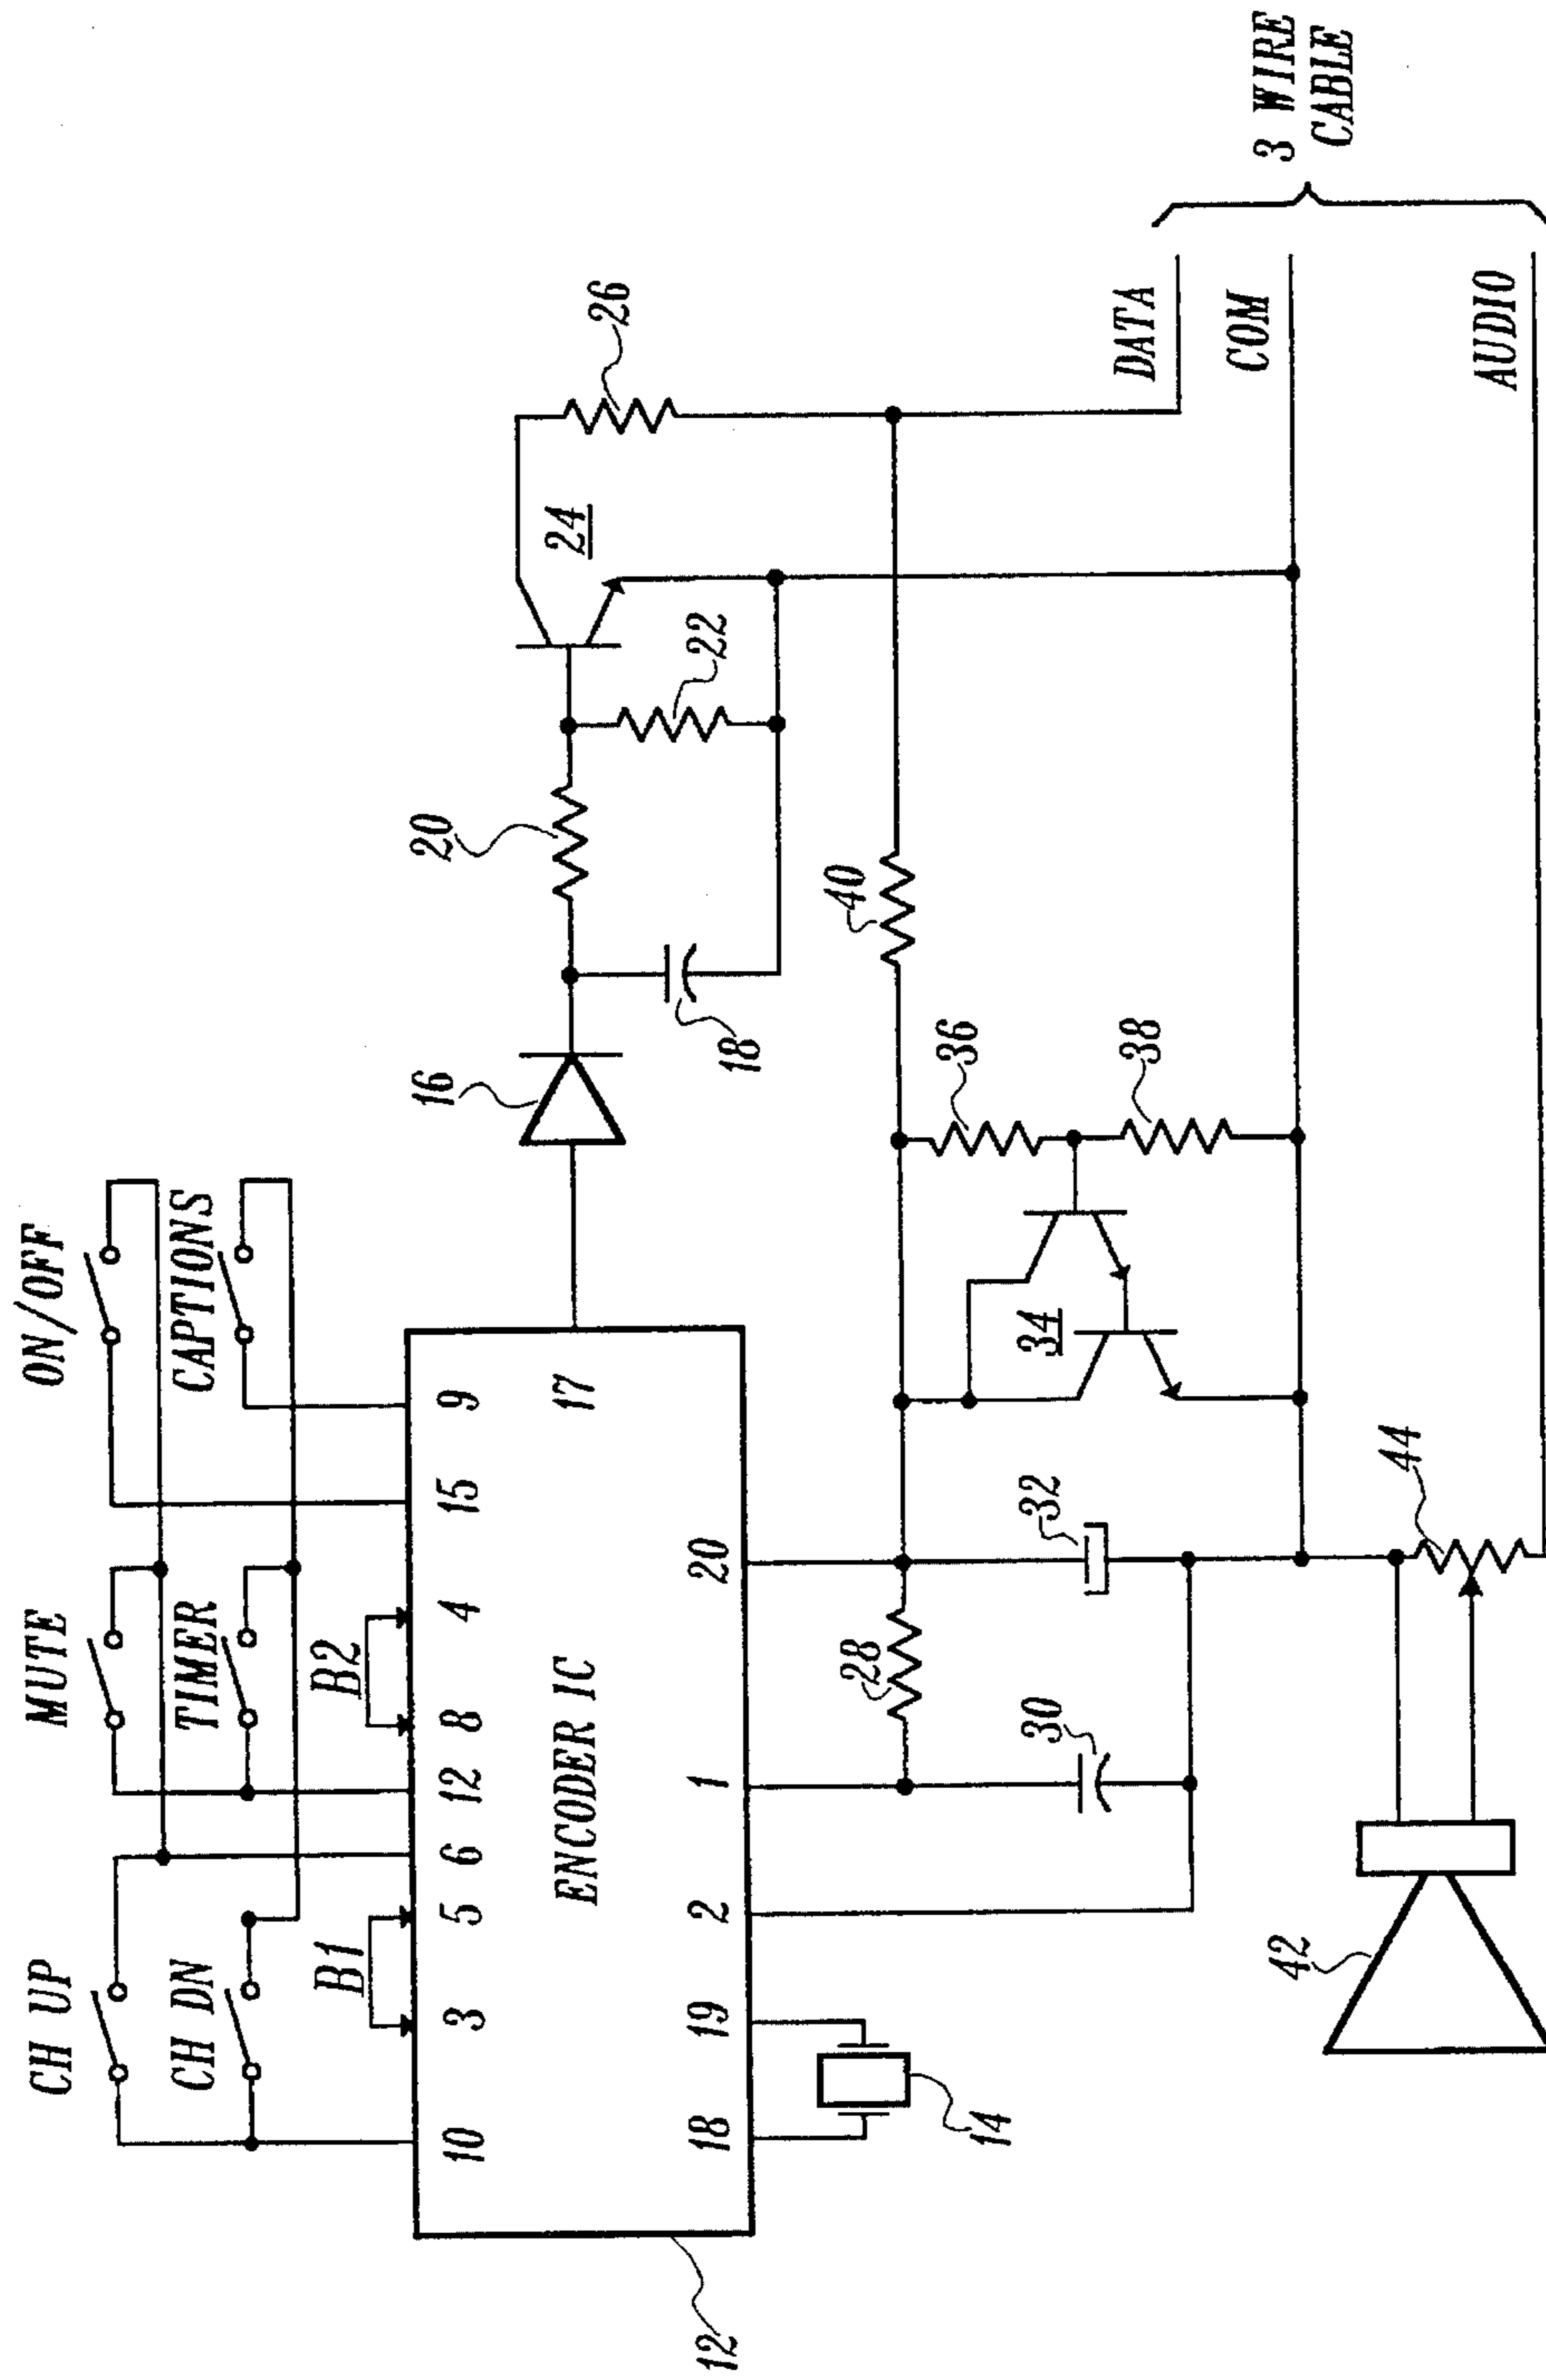 CH UP
MUTE
ON/OFF
CH DN
TIMER
CAPTIONS
B1
B2
10
3
5
6
12
8
4
15
9
17
ENCODER IC
18
19
2
1
20
12
14
16
18
20
22
24
26
28
30
32
34
36
38
40
42
44
DATA
COM
AUDIO
3 WIRE
CABLE